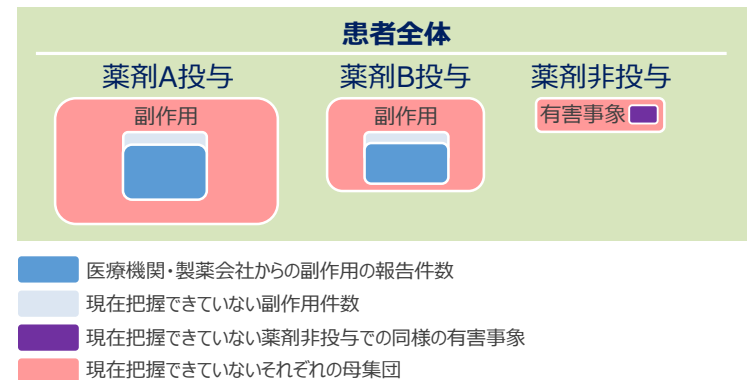 患者全体
薬剤A投与
薬剤B投与
薬剤非投与
副作用
副作用
有害事象
医療機関・製薬会社からの副作用の報告件数
現在把握できていない副作用件数
現在把握できていない薬剤非投与での同様の有害事象
現在把握できていないそれぞれの母集団